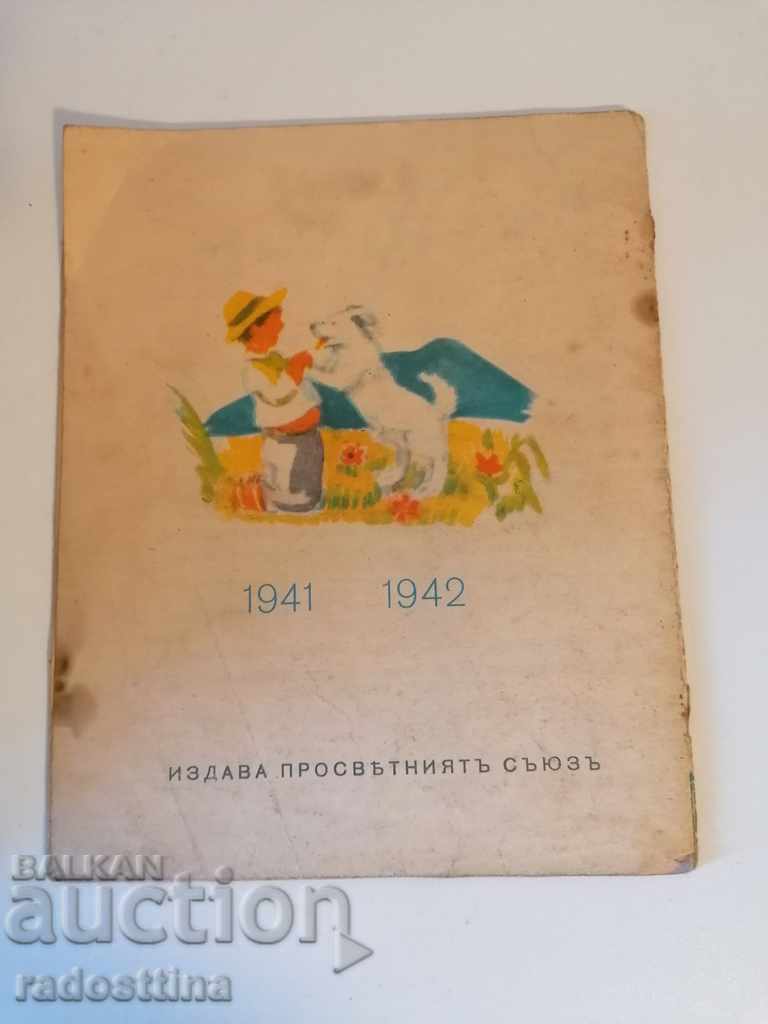 1941 1942
ИЗДАВА ПРОСВѢТНИЯТЪ СЪЮЗЪ
BALKAN
auction
radosttina